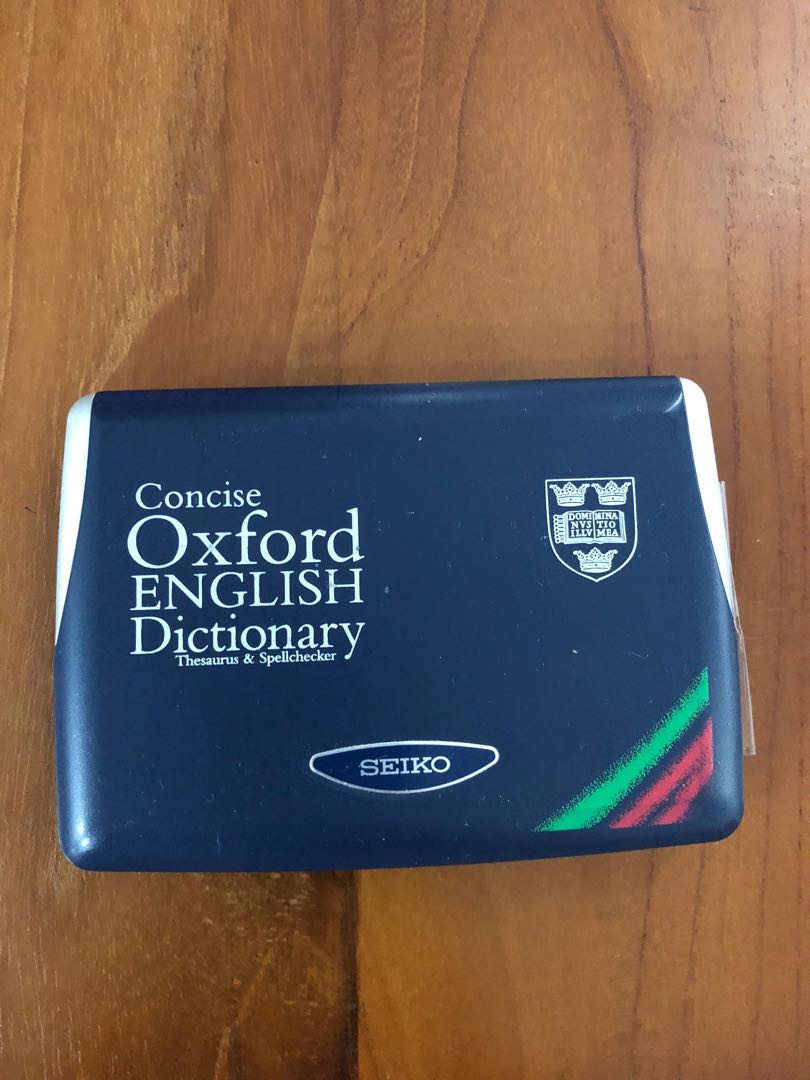 Concise
Oxford
ENGLISH
Dictionary
Thesaurus & Spellchecker
DOMI MINA
NVS TIO
ILLV MEA
SEIKO